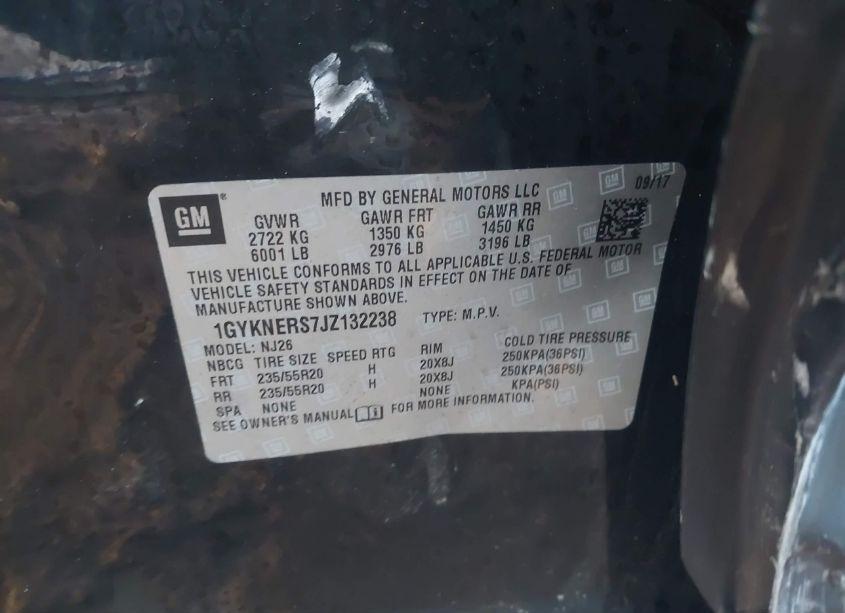 GM
MFD BY GENERAL MOTORS LLC 09/17
GVWR GAWR FRT GAWR RR
2722 KG 1350 KG 1450 KG
6001 LB 2976 LB 3196 LB
THIS VEHICLE CONFORMS TO ALL APPLICABLE U.S. FEDERAL MOTOR
VEHICLE SAFETY STANDARDS IN EFFECT ON THE DATE OF
MANUFACTURE SHOWN ABOVE.
1GYKNERS7JZ132238 TYPE: M.P.V.
MODEL: NJ26
NBCG TIRE SIZE SPEED RTG RIM COLD TIRE PRESSURE
FRT 235/55R20 H 20X8J 250KPA(36PSI)
RR 235/55R20 H 20X8J 250KPA(36PSI)
SPA NONE NONE KPA(PSI)
SEE OWNER'S MANUAL FOR MORE INFORMATION.